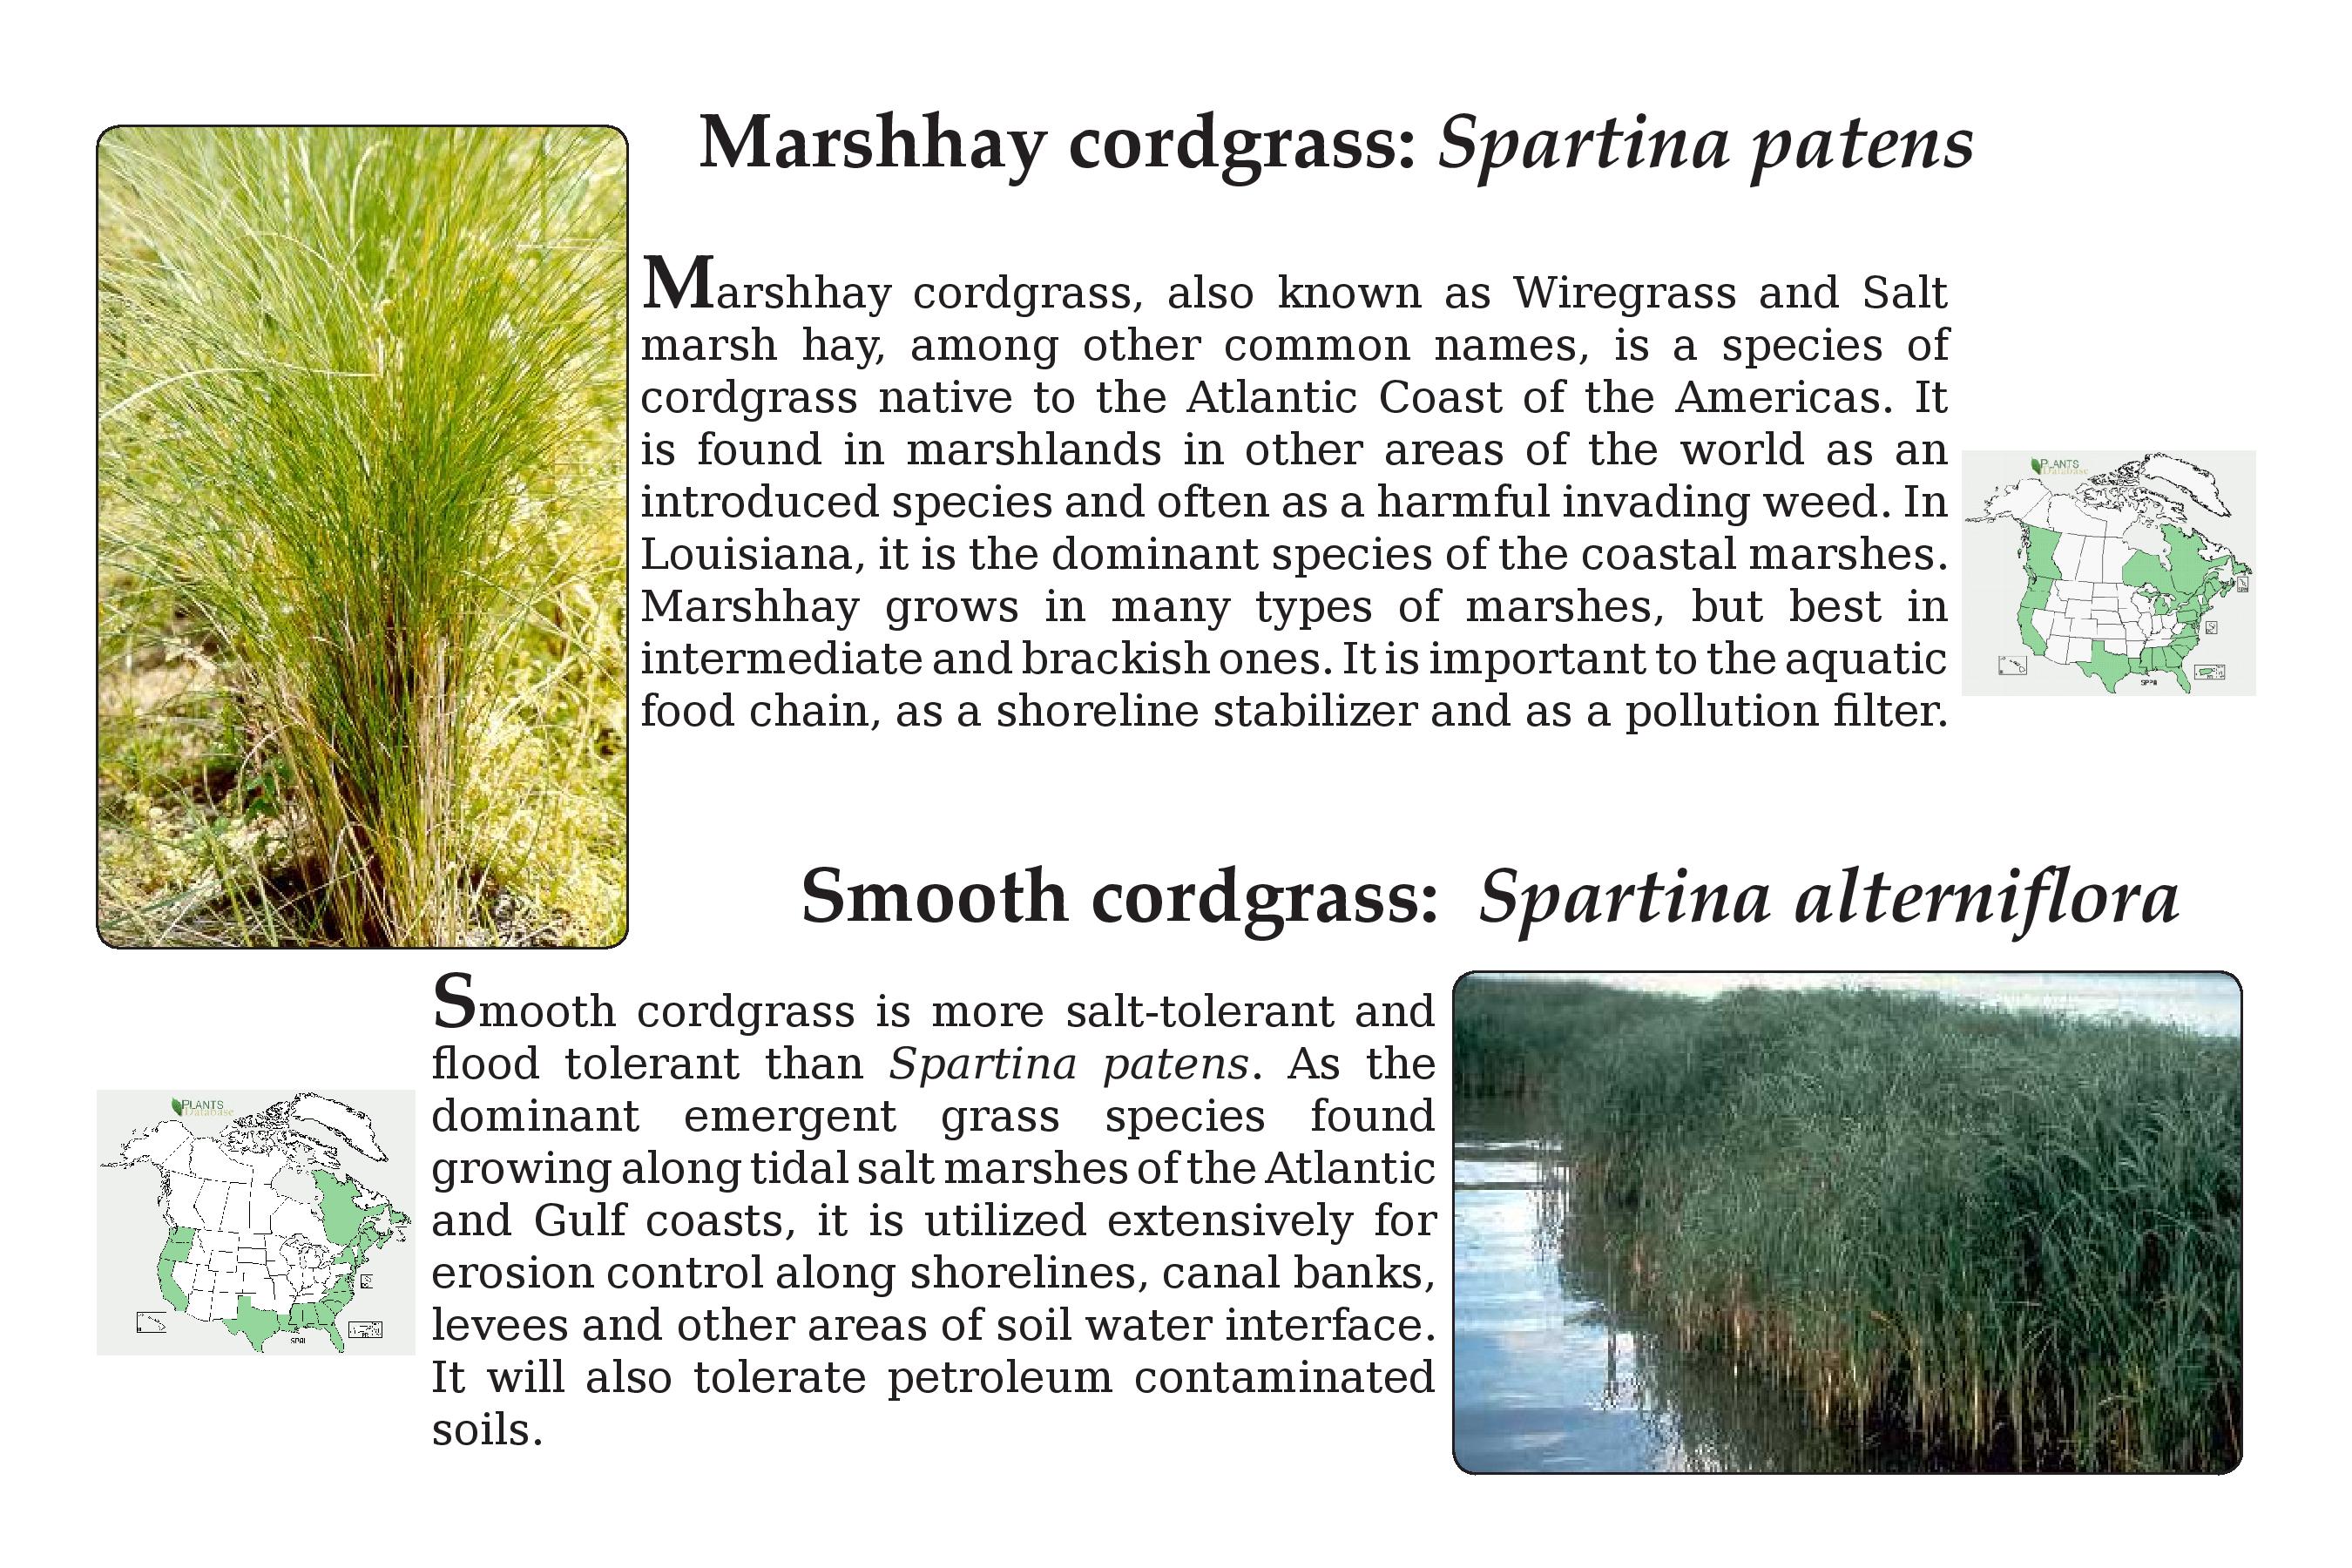 Marshhay cordgrass: Spartina patens
Marshhay cordgrass, also known as Wiregrass and Salt
marsh hay, among other common names, is a species of
cordgrass native to the Atlantic Coast of the Americas. It
is found in marshlands in other areas of the world as an
introduced species and often as a harmful invading weed. In
Louisiana, it is the dominant species of the coastal marshes.
Marshhay grows in many types of marshes, but best in
intermediate and brackish ones. It is important to the aquatic
food chain, as a shoreline stabilizer and as a pollution filter.
PLANTS
Database
SPPA
Smooth cordgrass: Spartina alterniflora
Smooth cordgrass is more salt-tolerant and
flood tolerant than Spartina patens. As the
dominant emergent grass species found
growing along tidal salt marshes of the Atlantic
and Gulf coasts, it is utilized extensively for
erosion control along shorelines, canal banks,
levees and other areas of soil water interface.
It will also tolerate petroleum contaminated
soils.
PLANTS
Database
SPAL